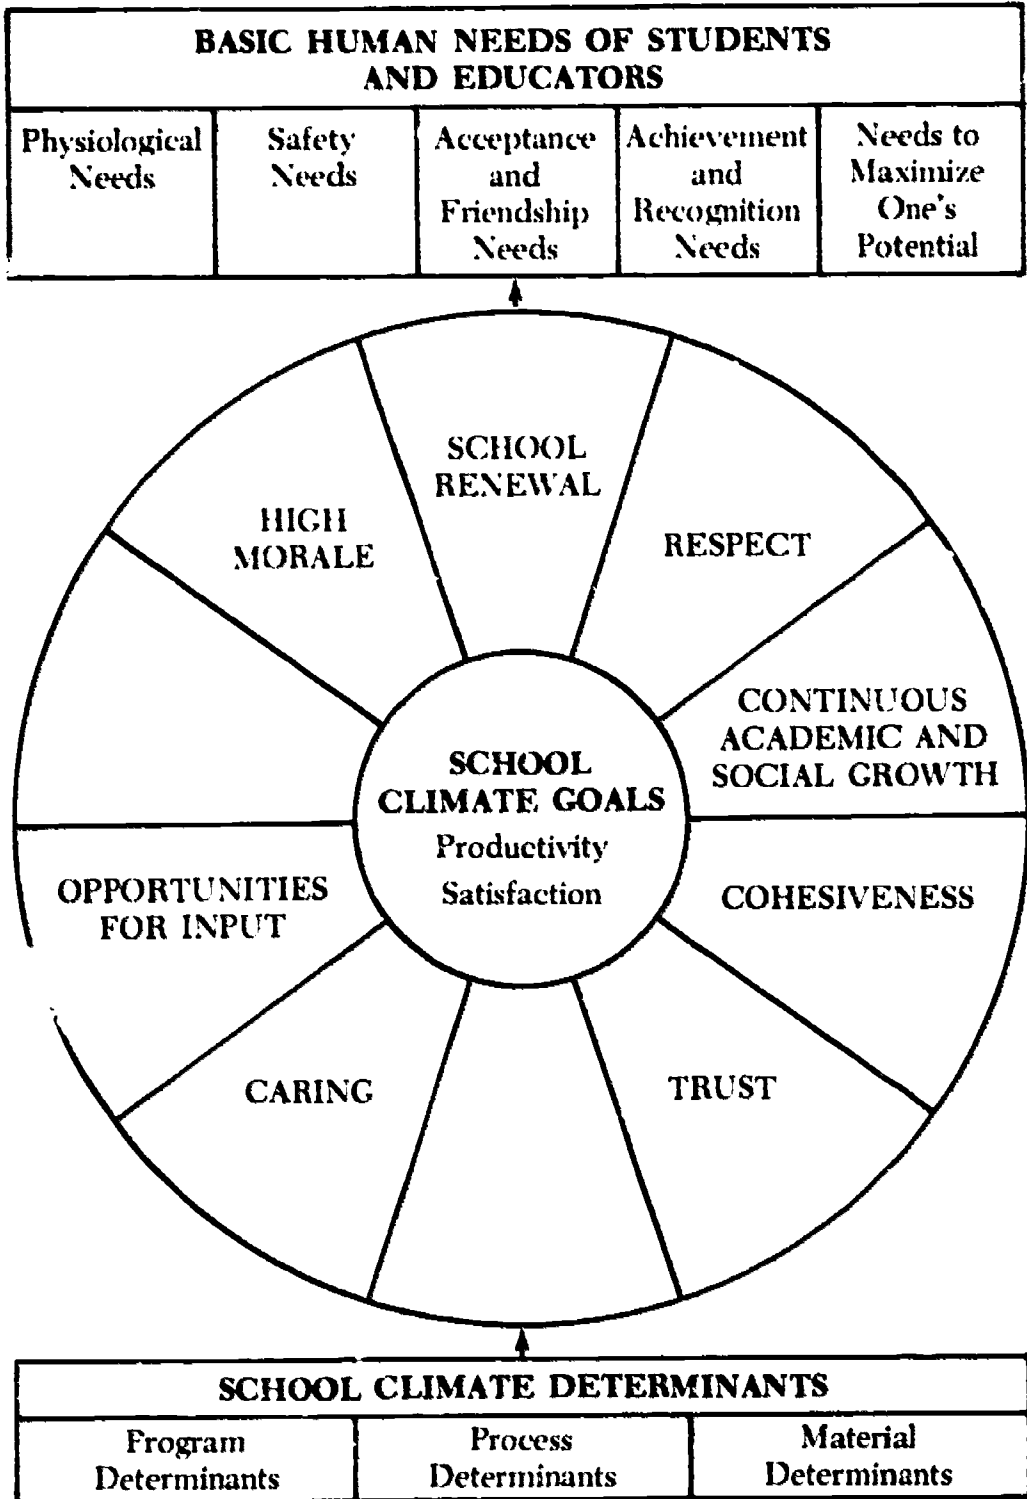 BASIC HUMAN NEEDS OF STUDENTS
AND EDUCATORS
Physiological
Needs
Safety
Needs
Acceptance
and
Friendship
Needs
Achievement
and
Recognition
Needs
Needs to
Maximize
One's
Potential
SCHOOL
RENEWAL
HIGH
MORALE
RESPECT
CONTINUOUS
ACADEMIC AND
SOCIAL GROWTH
SCHOOL
CLIMATE GOALS
Productivity
Satisfaction
OPPORTUNITIES
FOR INPUT
COHESIVENESS
CARING
TRUST
SCHOOL CLIMATE DETERMINANTS
Program
Determinants
Process
Determinants
Material
Determinants